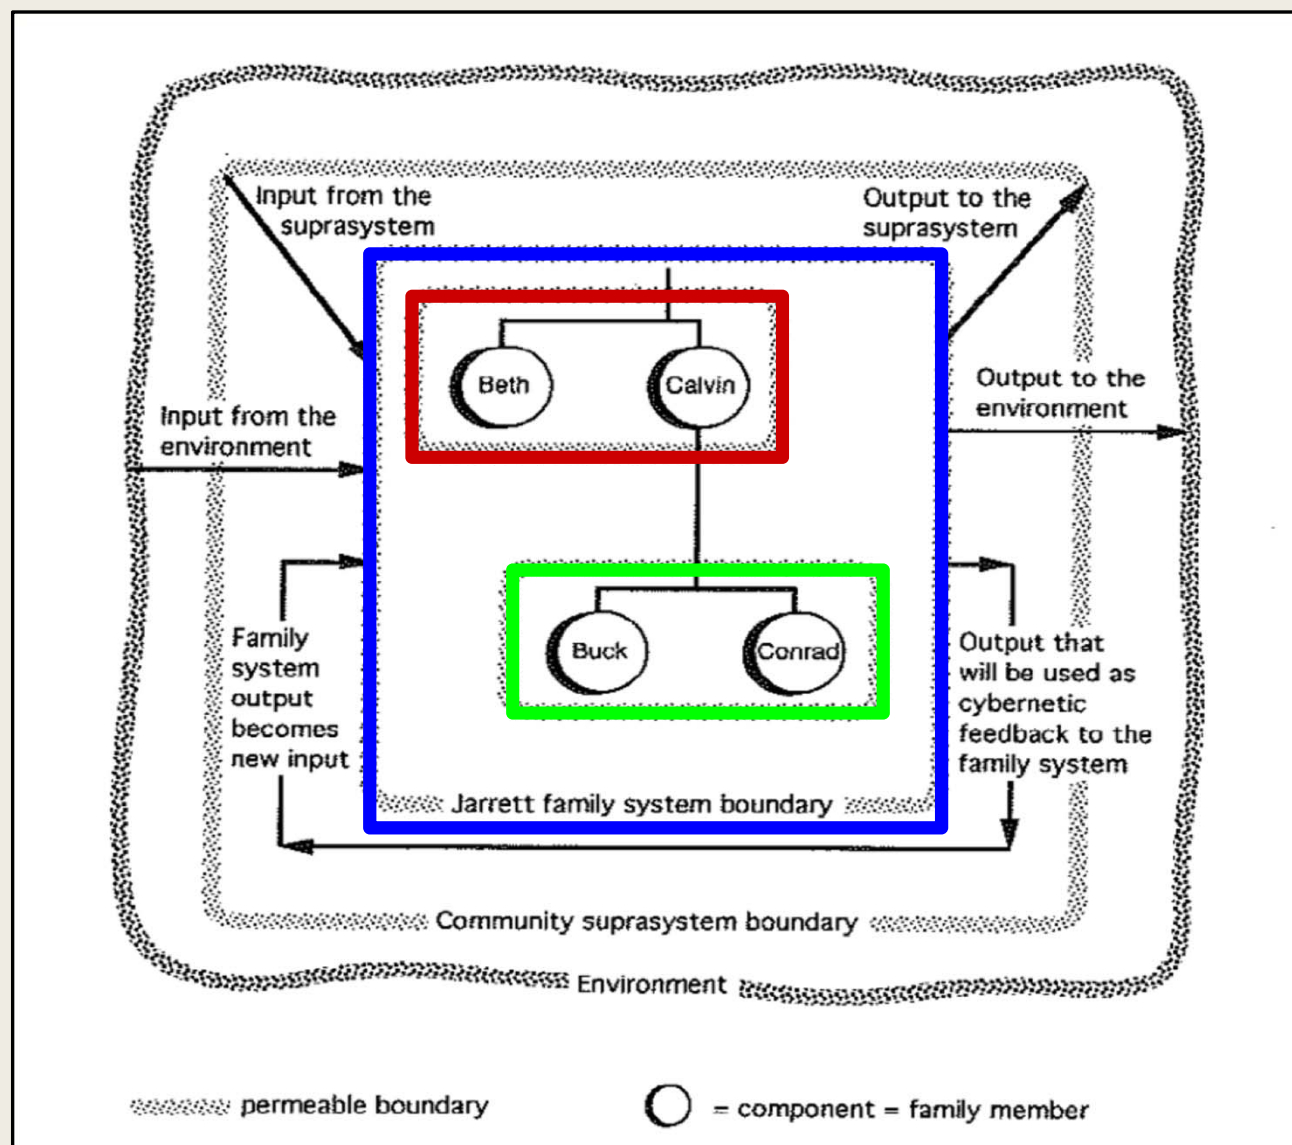 Input from the
suprasystem
Output to the
suprasystem
Beth
Calvin
Output to the
environment
Input from the
environment
Buck
Conrad
Family
system
output
becomes
new input
Output that
will be used as
cybernetic
feedback to the
family system
Jarrett family system boundary
Community suprasystem boundary
Environment
permeable boundary
= component = family member